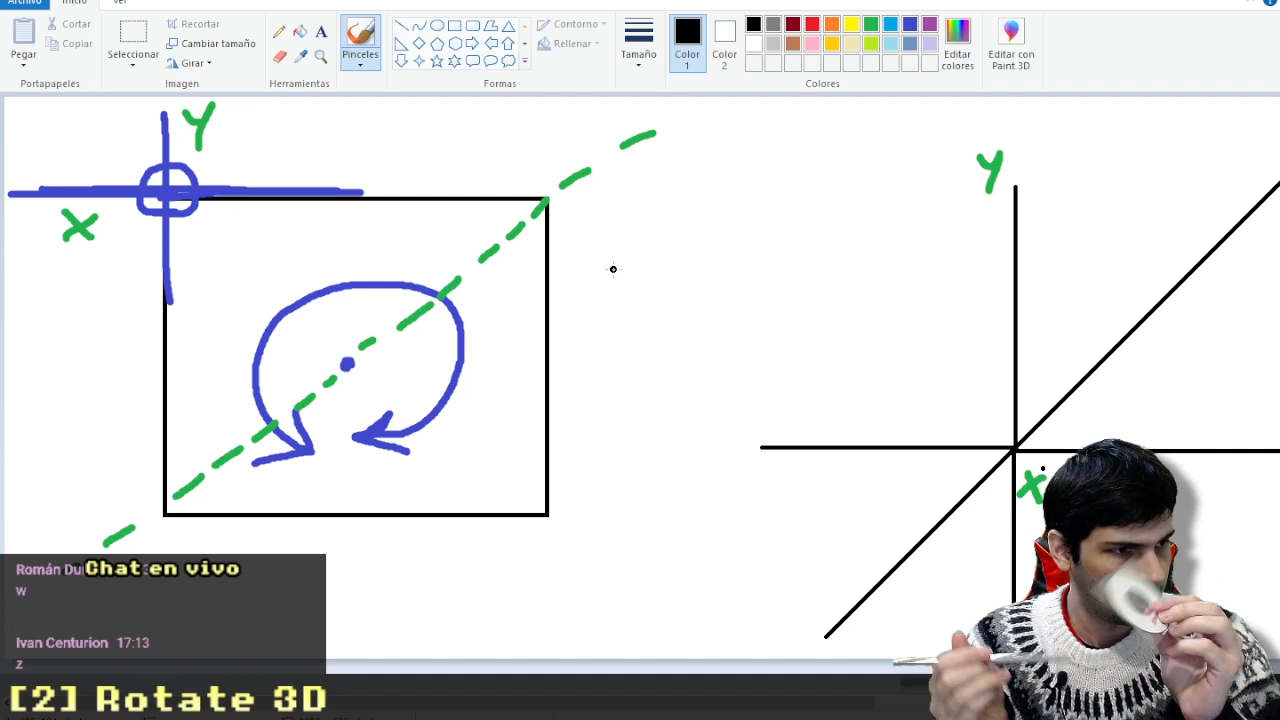 Archivo
Inicio
Ver
Pegar
Cortar
Copiar
Portapapeles
Seleccionar
Recortar
Cambiar tamaño
Girar
Imagen
A
Herramientas
Pinceles
Contorno
Rellenar
Formas
Tamaño
Color
1
Color
2
Editar
colores
Editar con
Paint 3D
Colores
Y
X
Y
X
Chat en vivo
Román
w
Ivan Centurion 17:13
z
[2] Rotate 3D